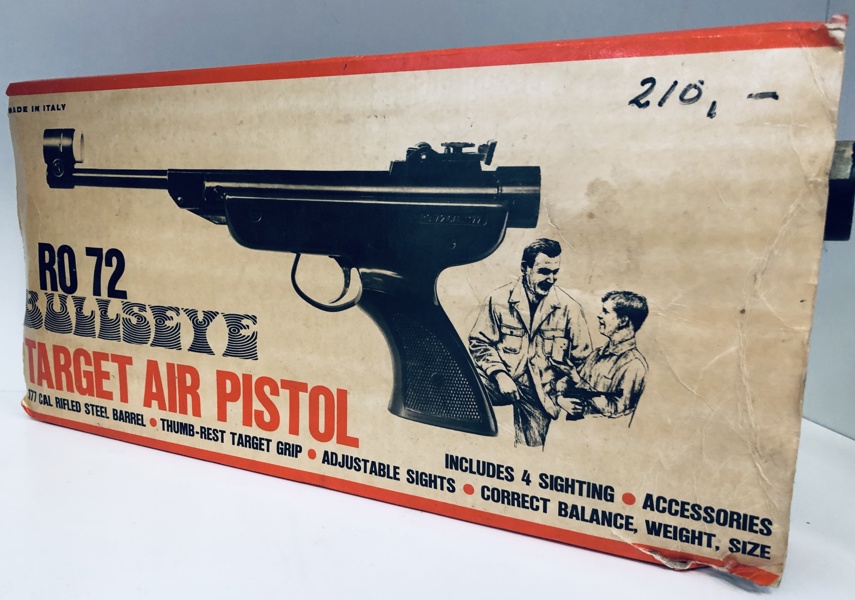 MADE IN ITALY
210,-
RO 72
BULLSEYE
TARGET AIR PISTOL
177 CAL RIFLED STEEL BARREL • THUMB-REST TARGET GRIP • ADJUSTABLE SIGHTS • CORRECT BALANCE, WEIGHT, SIZE
INCLUDES 4 SIGHTING • ACCESSORIES